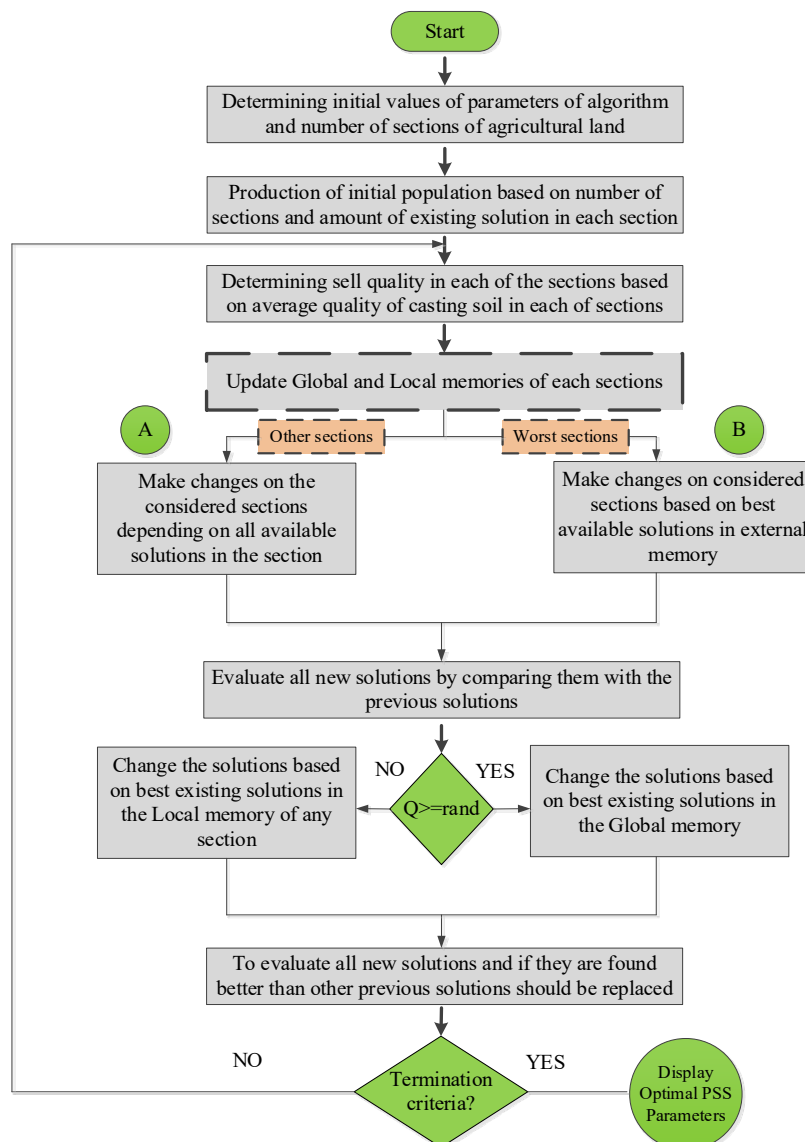 Start
Determining initial values of parameters of algorithm
and number of sections of agricultural land
Production of initial population based on number of
sections and amount of existing solution in each section
Determining sell quality in each of the sections based
on average quality of casting soil in each of sections
Update Global and Local memories of each sections
A
Other sections
Worst sections
B
Make changes on the
considered sections
depending on all available
solutions in the section
Make changes on considered
sections based on best
available solutions in external
memory
Evaluate all new solutions by comparing them with the
previous solutions
NO
YES
Change the solutions based
on best existing solutions in
the Local memory of any
section
Q>=rand
Change the solutions based
on best existing solutions in
the Global memory
To evaluate all new solutions and if they are found
better than other previous solutions should be replaced
NO
YES
Termination
criteria?
Display
Optimal PSS
Parameters